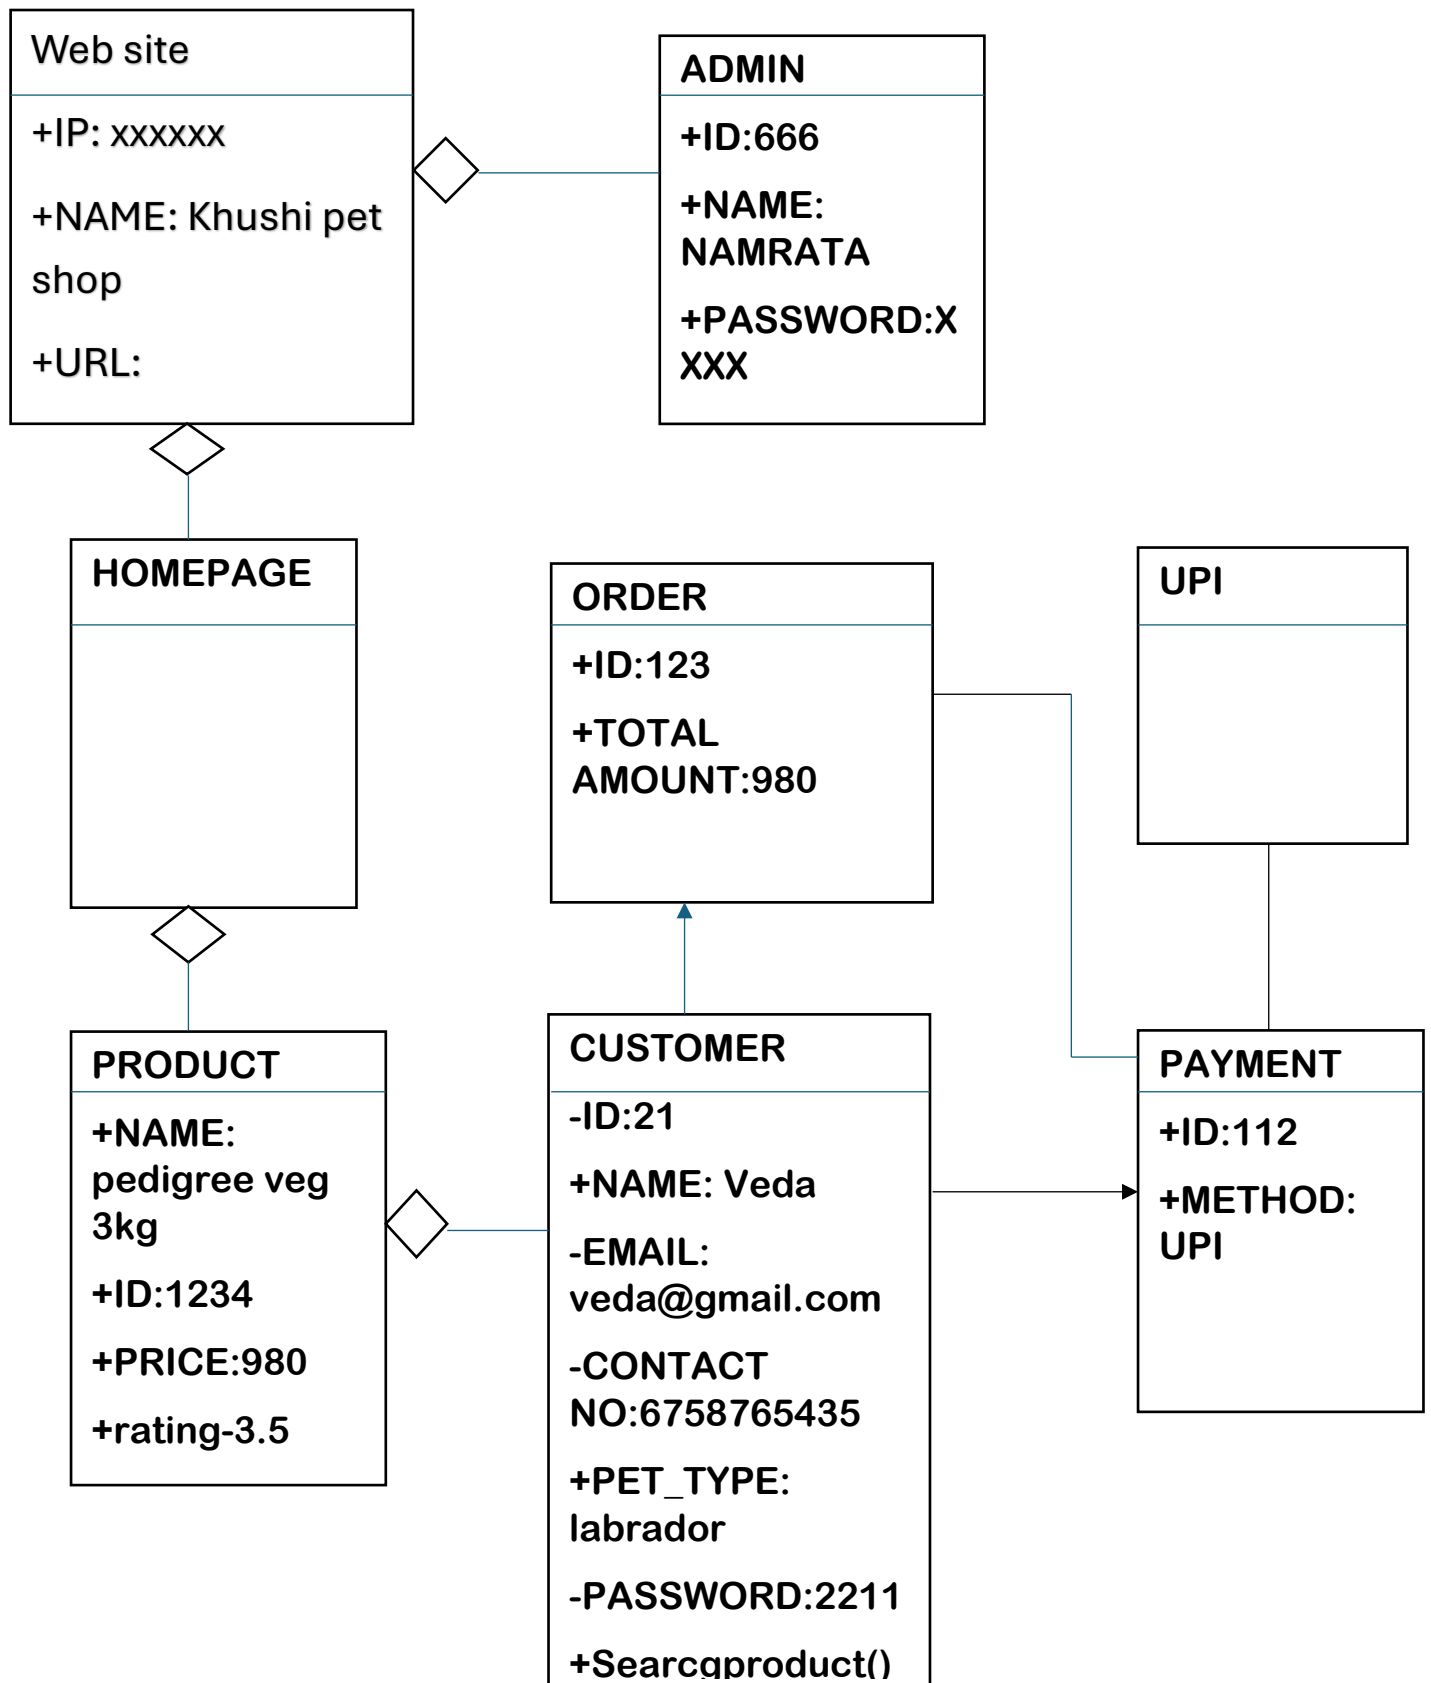 Web site
+IP: xxxxxx
+NAME: Khushi pet
shop
+URL:
ADMIN
+ID:666
+NAME:
NAMRATA
+PASSWORD:X
XXX
HOMEPAGE
ORDER
+ID:123
+TOTAL
AMOUNT:980
UPI
PRODUCT
+NAME:
pedigree veg
3kg
+ID:1234
+PRICE:980
+rating-3.5
CUSTOMER
-ID:21
+NAME: Veda
-EMAIL:
veda@gmail.com
-CONTACT
NO:6758765435
+PET_TYPE:
labrador
-PASSWORD:2211
+Searcgproduct()
PAYMENT
+ID:112
+METHOD:
UPI